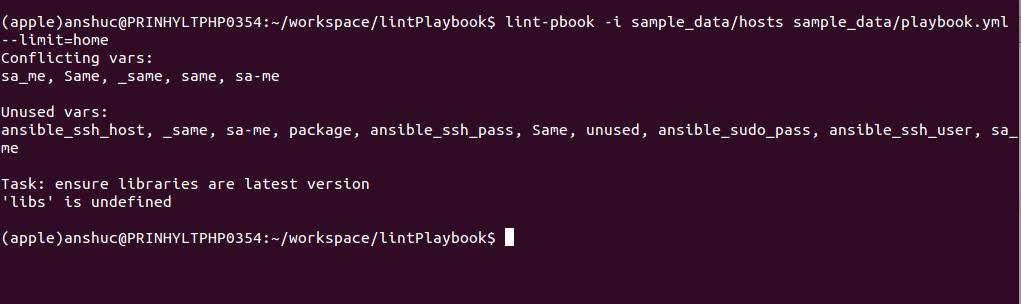 (apple)anshuc@PRINHYLTPHP0354:~/workspace/lintPlaybook$ lint-pbook -i sample_data/hosts sample_data/playbook.yml
--limit=home
Conflicting vars:
sa_me, Same, _same, same, sa-me
Unused vars:
ansible_ssh_host, _same, sa-me, package, ansible_ssh_pass, Same, unused, ansible_sudo_pass, ansible_ssh_user, sa_
me
Task: ensure libraries are latest version
'libs' is undefined
(apple)anshuc@PRINHYLTPHP0354:~/workspace/lintPlaybook$